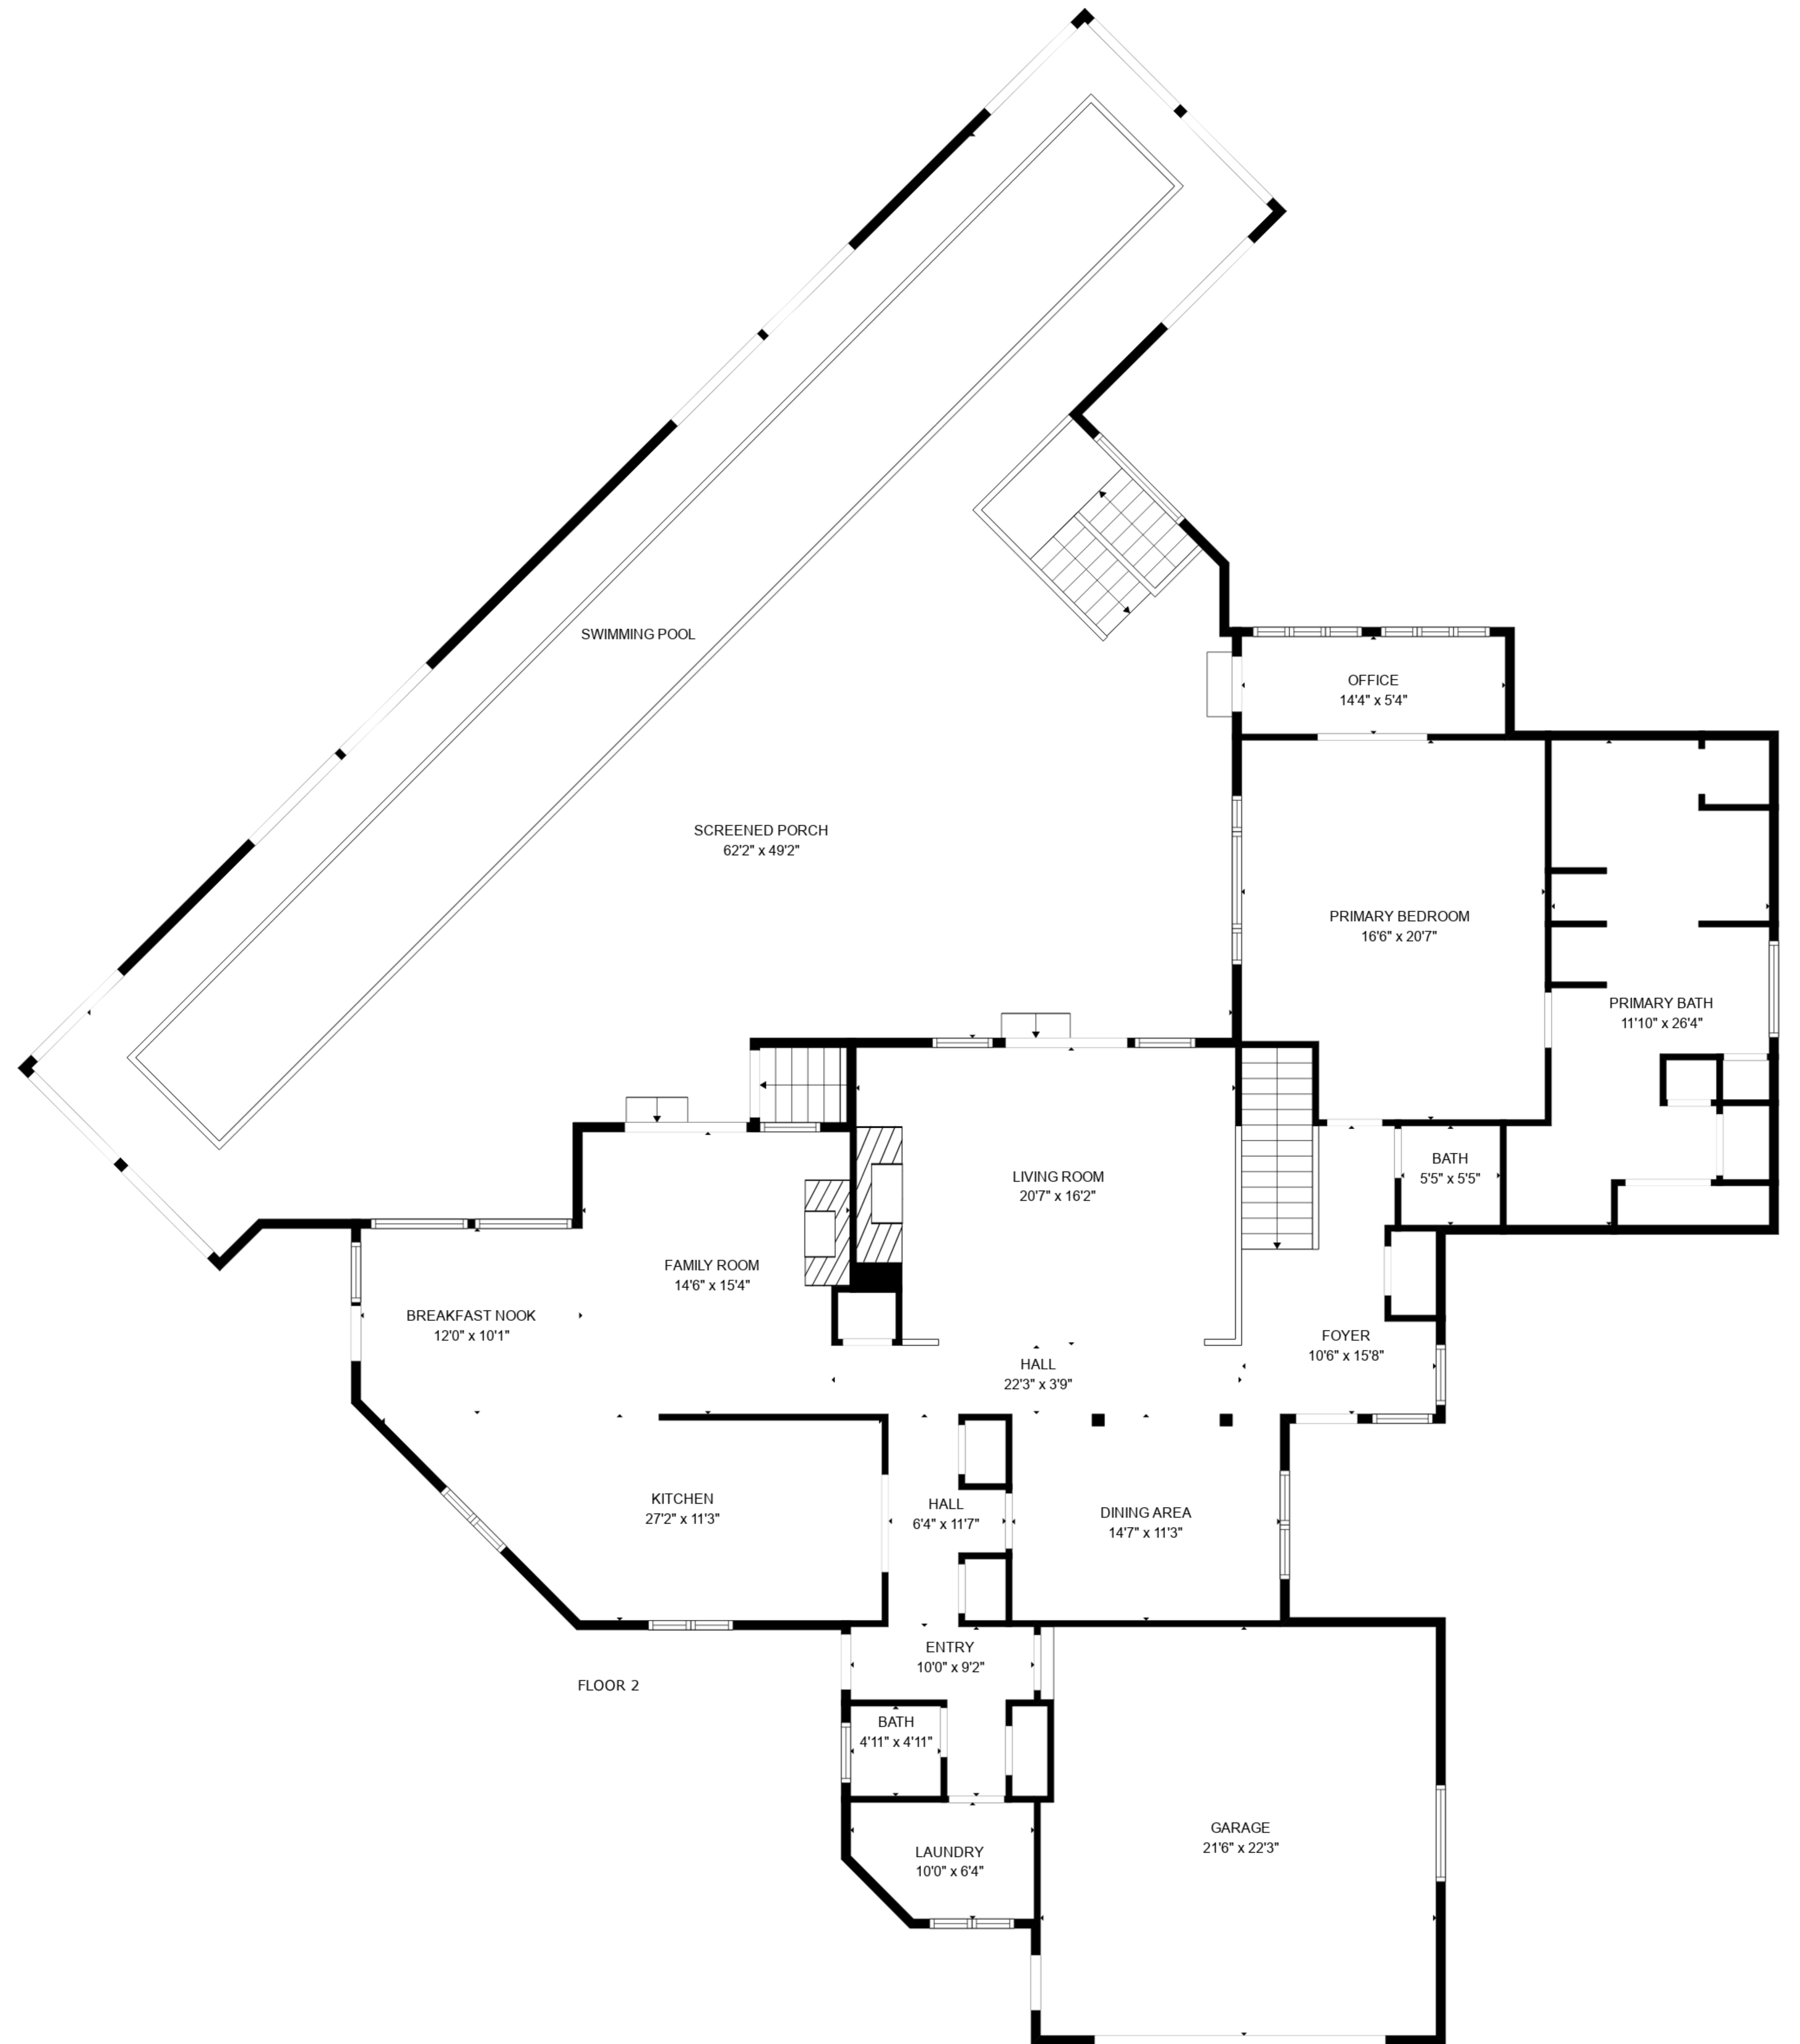 SWIMMING POOL
OFFICE
14'4" x 5'4"
SCREENED PORCH
62'2" x 49'2"
PRIMARY BEDROOM
16'6" x 20'7"
PRIMARY BATH
11'10" x 26'4"
BATH
5'5" x 5'5"
LIVING ROOM
20'7" x 16'2"
FAMILY ROOM
14'6" x 15'4"
BREAKFAST NOOK
12'0" x 10'1"
FOYER
10'6" x 15'8"
HALL
22'3" x 3'9"
KITCHEN
27'2" x 11'3"
HALL
6'4" x 11'7"
DINING AREA
14'7" x 11'3"
ENTRY
10'0" x 9'2"
FLOOR 2
BATH
4'11" x 4'11"
GARAGE
21'6" x 22'3"
LAUNDRY
10'0" x 6'4"